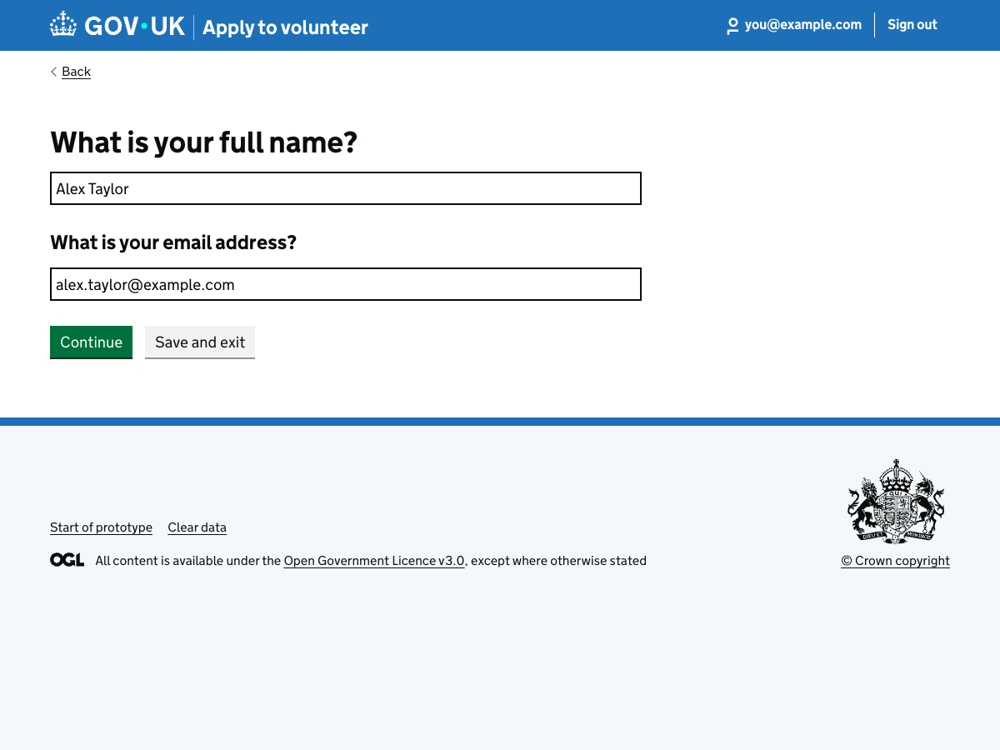 GOV·UK Apply to volunteer
you@example.com Sign out
Back
What is your full name?
Alex Taylor
What is your email address?
alex.taylor@example.com
Continue Save and exit
Start of prototype Clear data
OGL All content is available under the Open Government Licence v3.0, except where otherwise stated
© Crown copyright